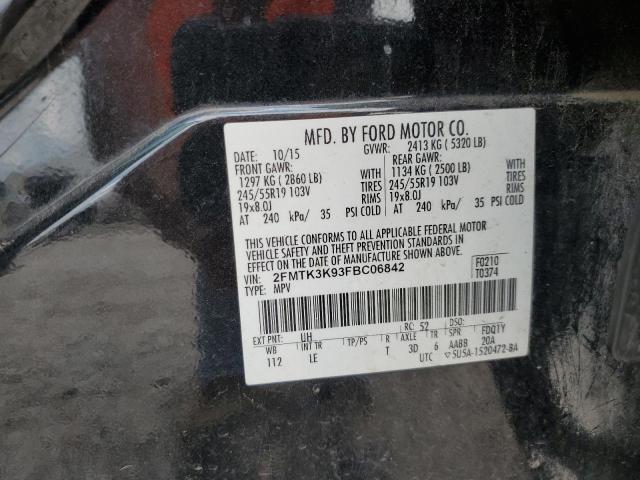 MFD. BY FORD MOTOR CO.
DATE: 10/15 GVWR: 2413 KG ( 5320 LB)
FRONT GAWR: REAR GAWR:
1297 KG ( 2860 LB) WITH 1134 KG ( 2500 LB) WITH
245/55R19 103V TIRES 245/55R19 103V TIRES
19x8.0J RIMS 19x8.0J RIMS
AT 240 kPa/ 35 PSI COLD AT 240 kPa/ 35 PSI COLD
THIS VEHICLE CONFORMS TO ALL APPLICABLE FEDERAL MOTOR
VEHICLE SAFETY AND THEFT PREVENTION STANDARDS IN
EFFECT ON THE DATE OF MANUFACTURE SHOWN ABOVE.
VIN: 2FMTK3K93FBC06842 F0210
TYPE: MPV T0374
EXT PNT: UH RC: 52 DSO:
WB INT TR TP/PS R AXLE TR SPR FDQ1Y
112 LE T 3D 6 AABB 20A
UTC